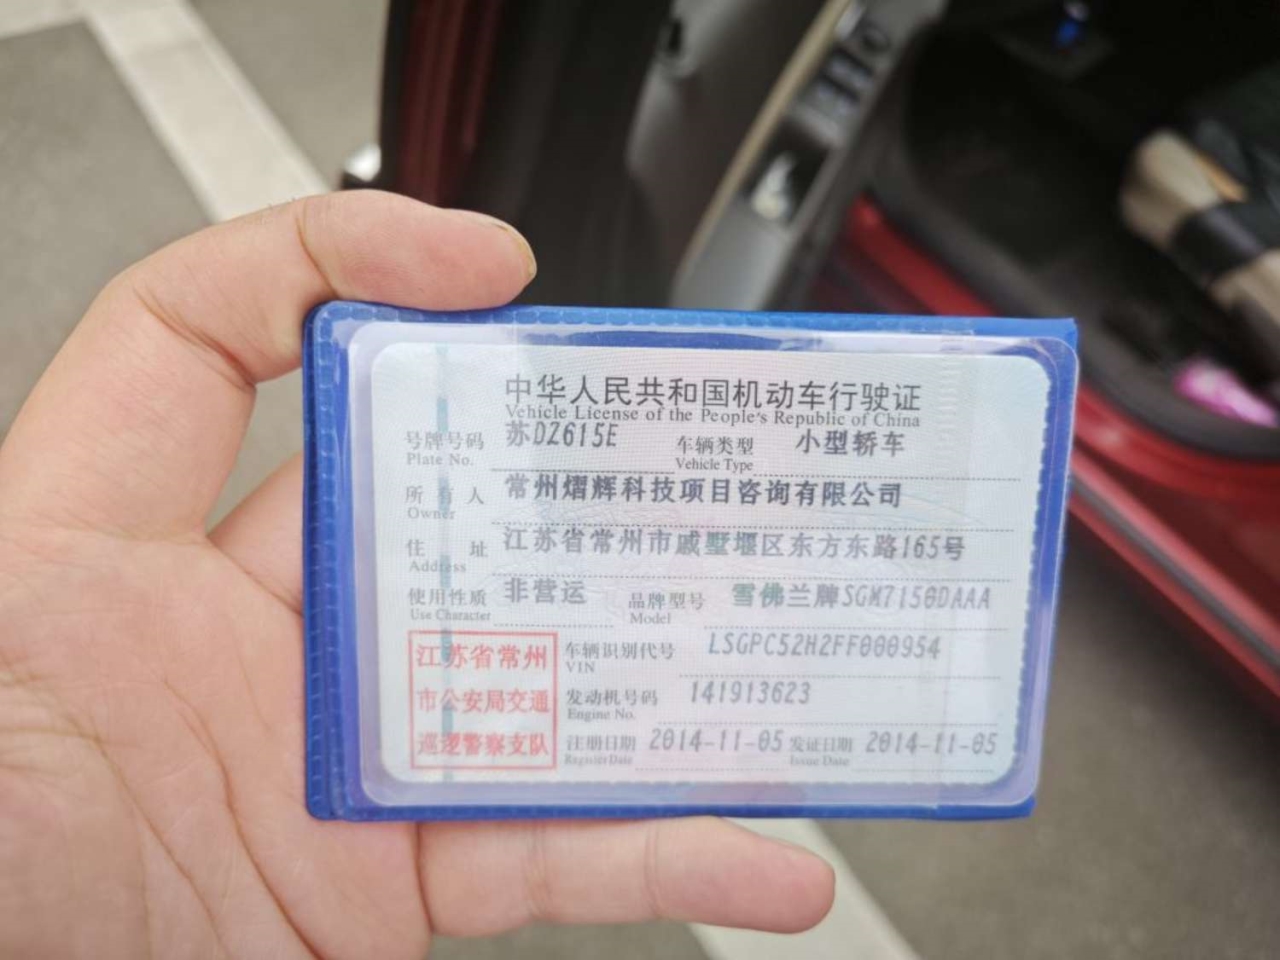 中华人民共和国机动车行驶证
Vehicle License of the People's Republic of China
号牌号码 苏DZ615E 车辆类型 小型轿车
Plate No. Vehicle Type
所有人 常州熠辉科技项目咨询有限公司
Owner
住址 江苏省常州市戚墅堰区东方东路165号
Address
使用性质 非营运 品牌型号 雪佛兰牌SGM7150DAAA
Use Character Model
江苏省常州 车辆识别代号 LSGPC52H2FF000954
VIN
市公安局交通 发动机号码 141913623
Engine No.
巡逻警察支队 注册日期 2014-11-05 发证日期 2014-11-05
Register Date Issue Date